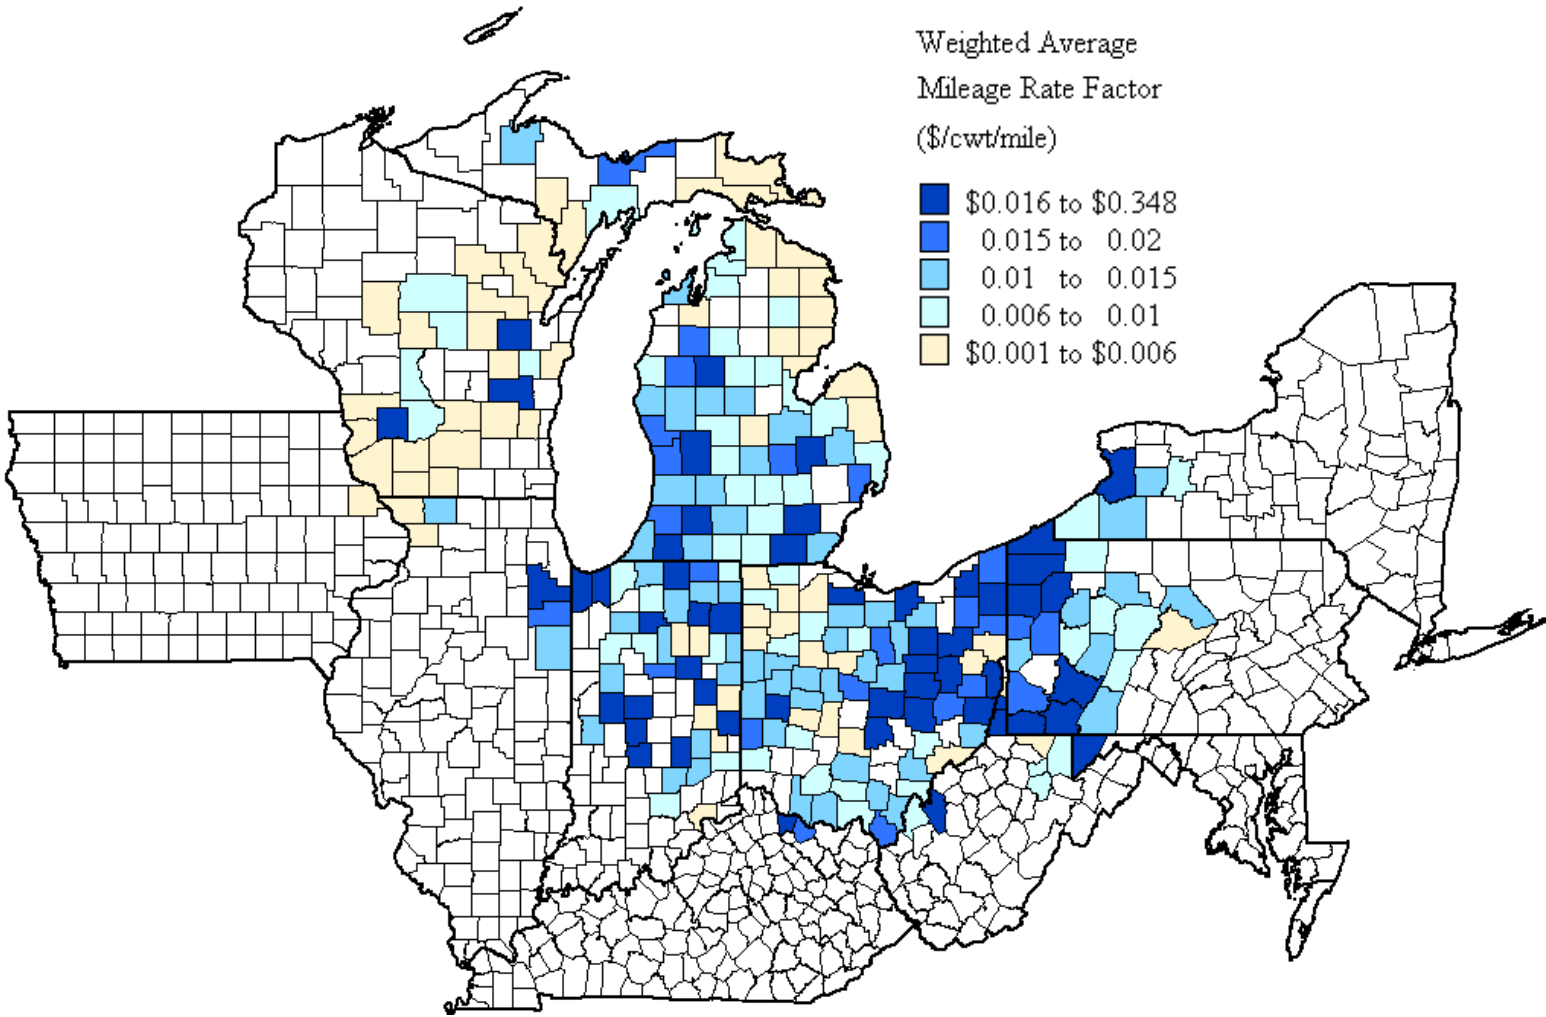 Weighted Average
Mileage Rate Factor
($/cwt/mile)
$0.016 to $0.348
0.015 to 0.02
0.01 to 0.015
0.006 to 0.01
$0.001 to $0.006